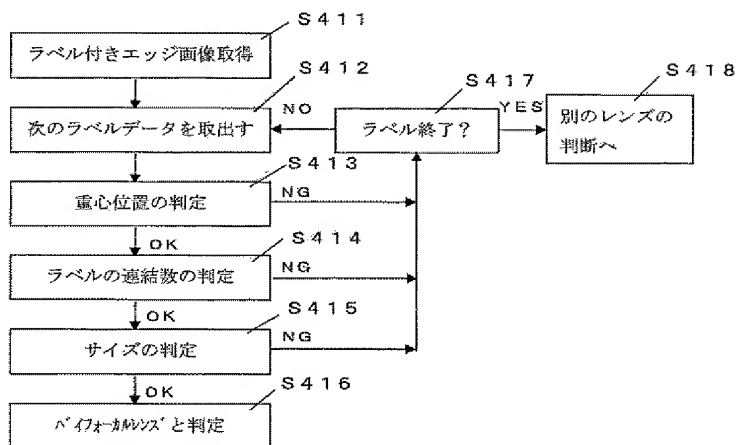 S411
ラベル付きエッジ画像取得
S412
次のラベルデータを取出す
NO
S417
ラベル終了?
YES
S418
別のレンズの
判断へ
S413
重心位置の判定
NG
OK
S414
ラベルの連結数の判定
NG
OK
S415
サイズの判定
NG
OK
S416
バイフォーカルレンズと判定